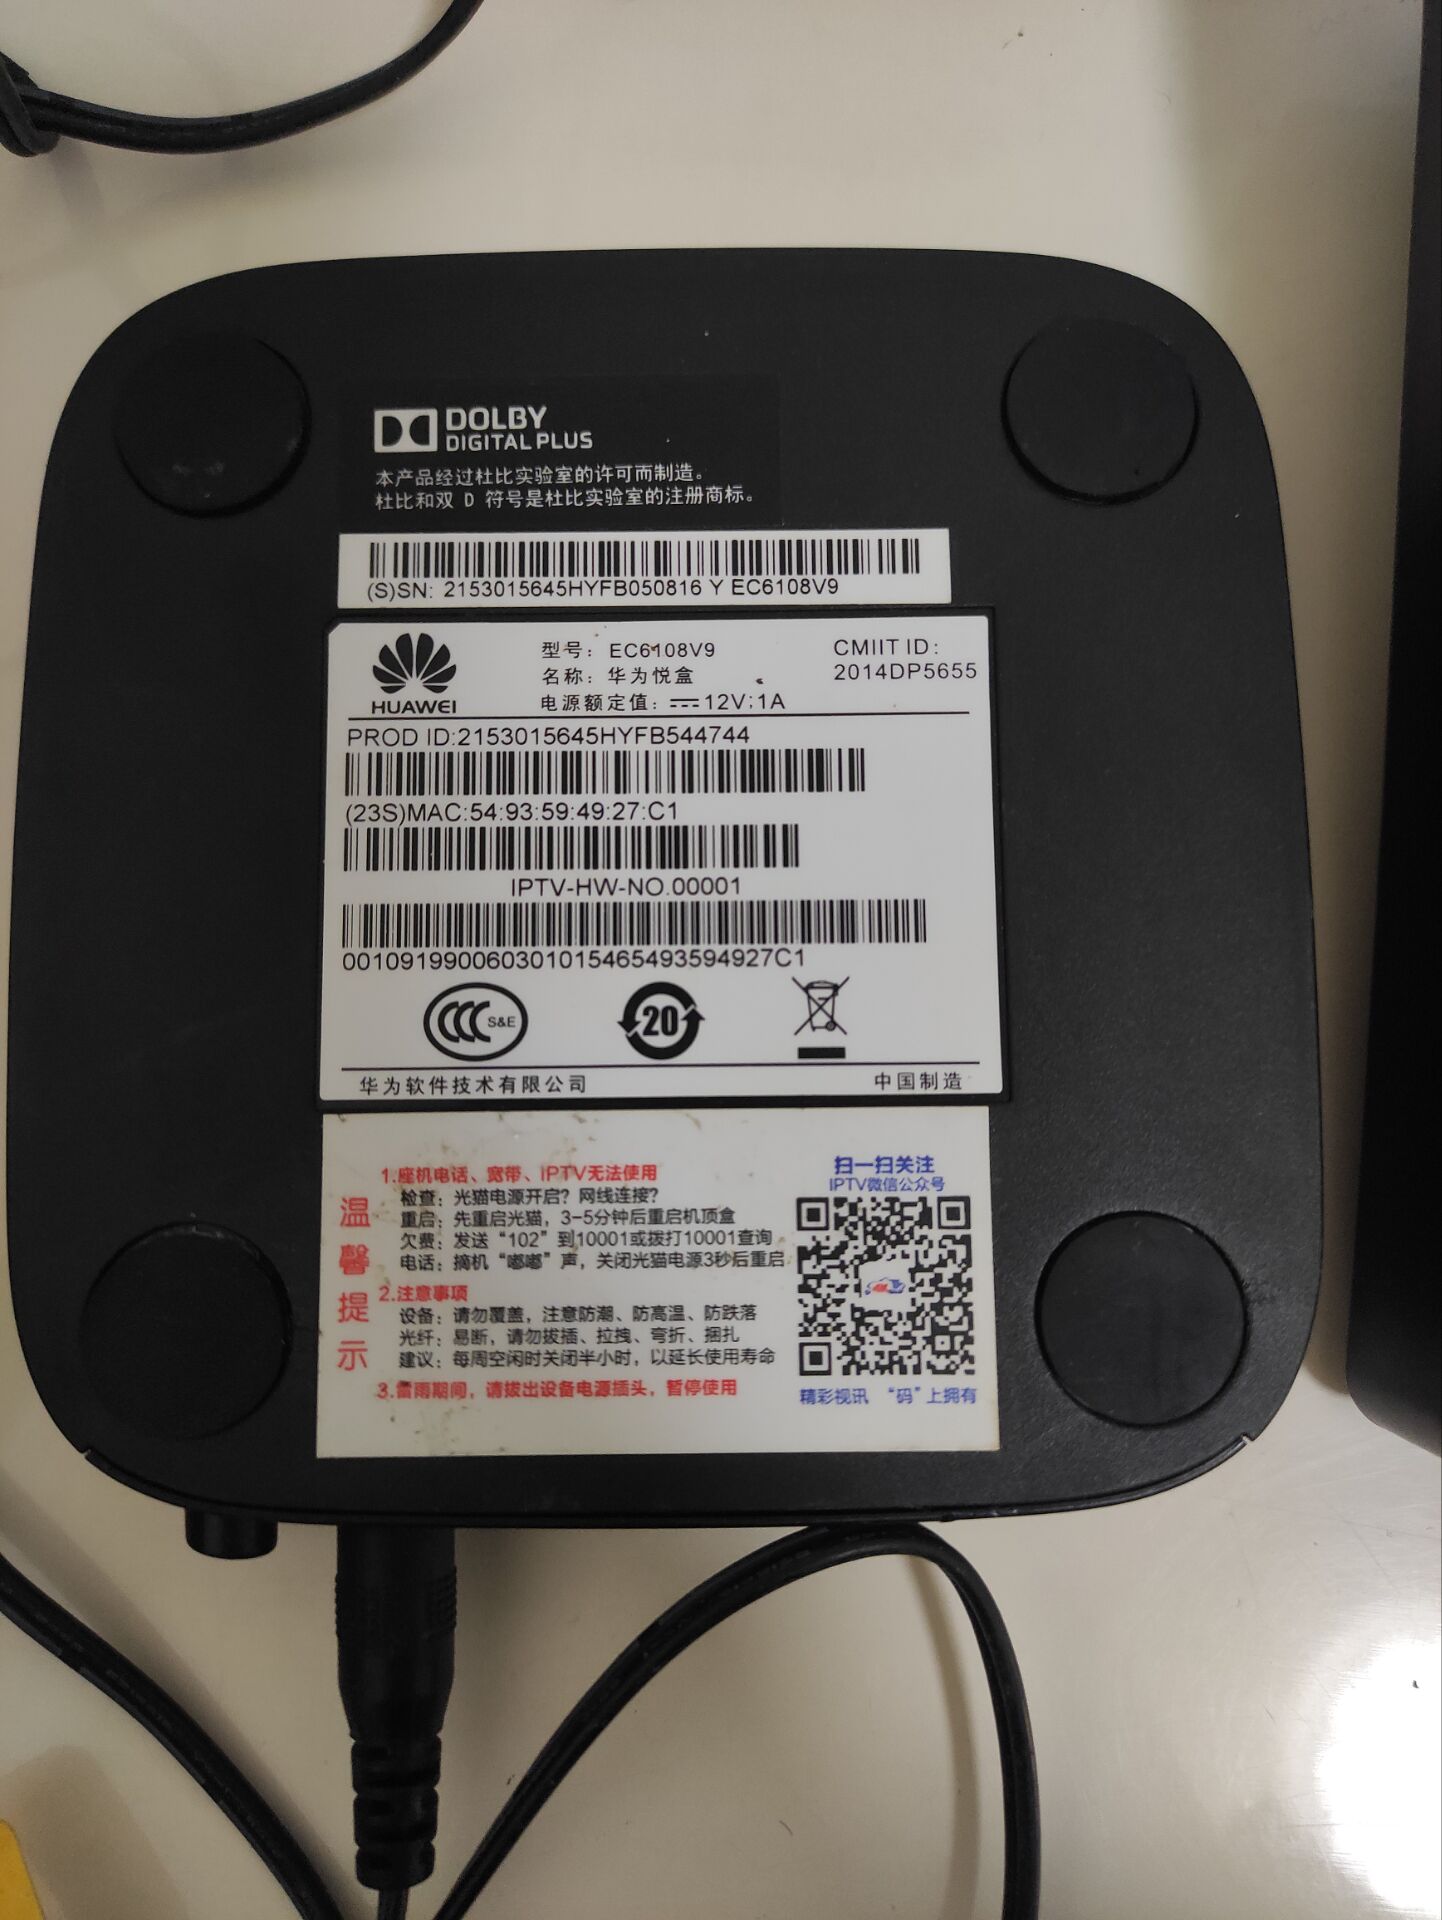 DOLBY
DIGITAL PLUS
本产品经过杜比实验室的许可而制造。
杜比和双 D 符号是杜比实验室的注册商标。
(S)SN: 2153015645HYFB050816 Y EC6108V9
HUAWEI
型号: EC6108V9
名称: 华为悦盒
电源额定值: 12V;1A
CMIIT ID:
2014DP5655
PROD ID:2153015645HYFB544744
(23S)MAC:54:93:59:49:27:C1
IPTV-HW-NO.00001
001091990060301015465493594927C1
S&E
20
华为软件技术有限公司
中国制造
温馨提示
1.座机电话、宽带、IPTV无法使用
检查: 光猫电源开启? 网线连接?
重启: 先重启光猫, 3-5分钟后重启机顶盒
欠费: 发送“102”到10001或拨打10001查询
电话: 摘机“嘟嘟”声, 关闭光猫电源3秒后重启
2.注意事项
设备: 请勿覆盖, 注意防潮、防高温、防跌落
光纤: 易断, 请勿拔插、拉拽、弯折、捆扎
建议: 每周空闲时关闭半小时, 以延长使用寿命
3.雷雨期间, 请拔出设备电源插头, 暂停使用
扫一扫关注
IPTV微信公众号
精彩视讯 “码”上拥有